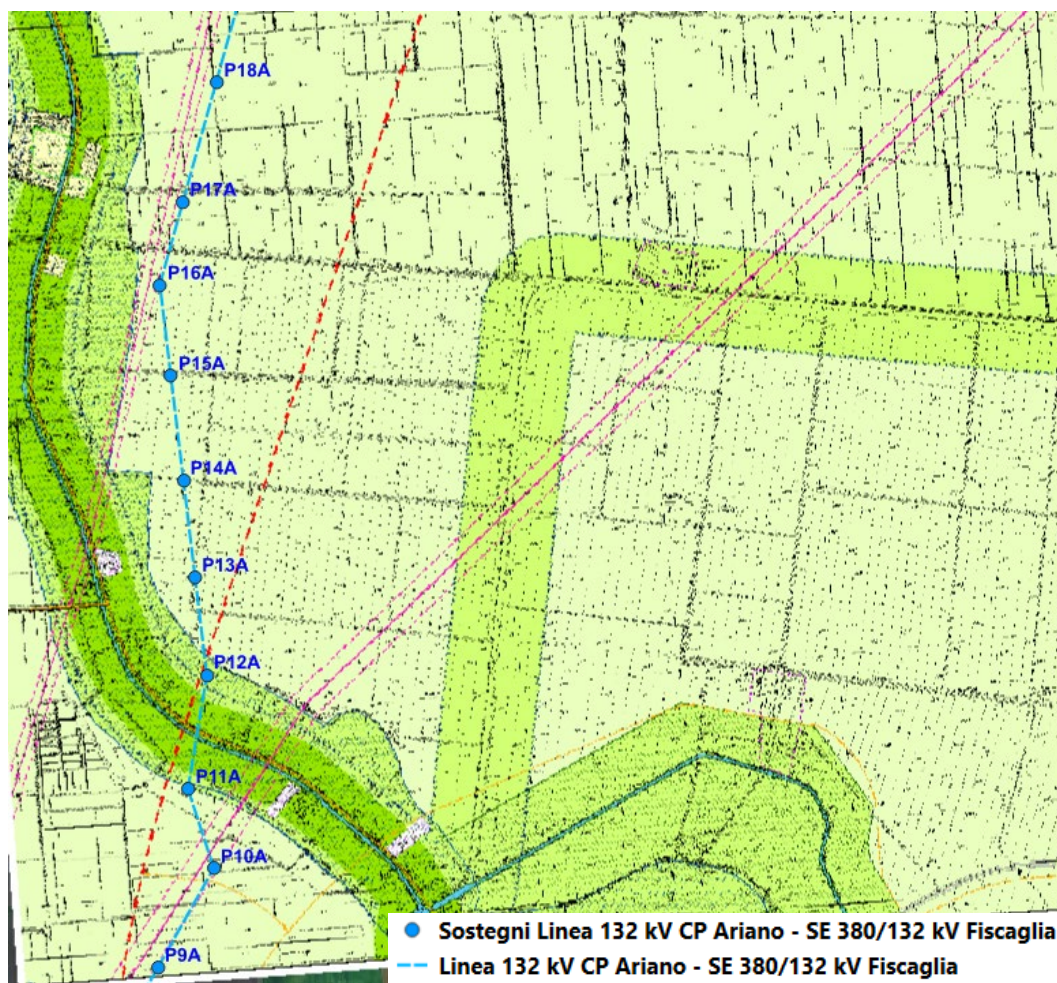 P18A
P17A
P16A
P15A
P14A
P13A
P12A
P11A
P10A
P9A
Sostegni Linea 132 kV CP Ariano - SE 380/132 kV Fiscaglia
Linea 132 kV CP Ariano - SE 380/132 kV Fiscaglia